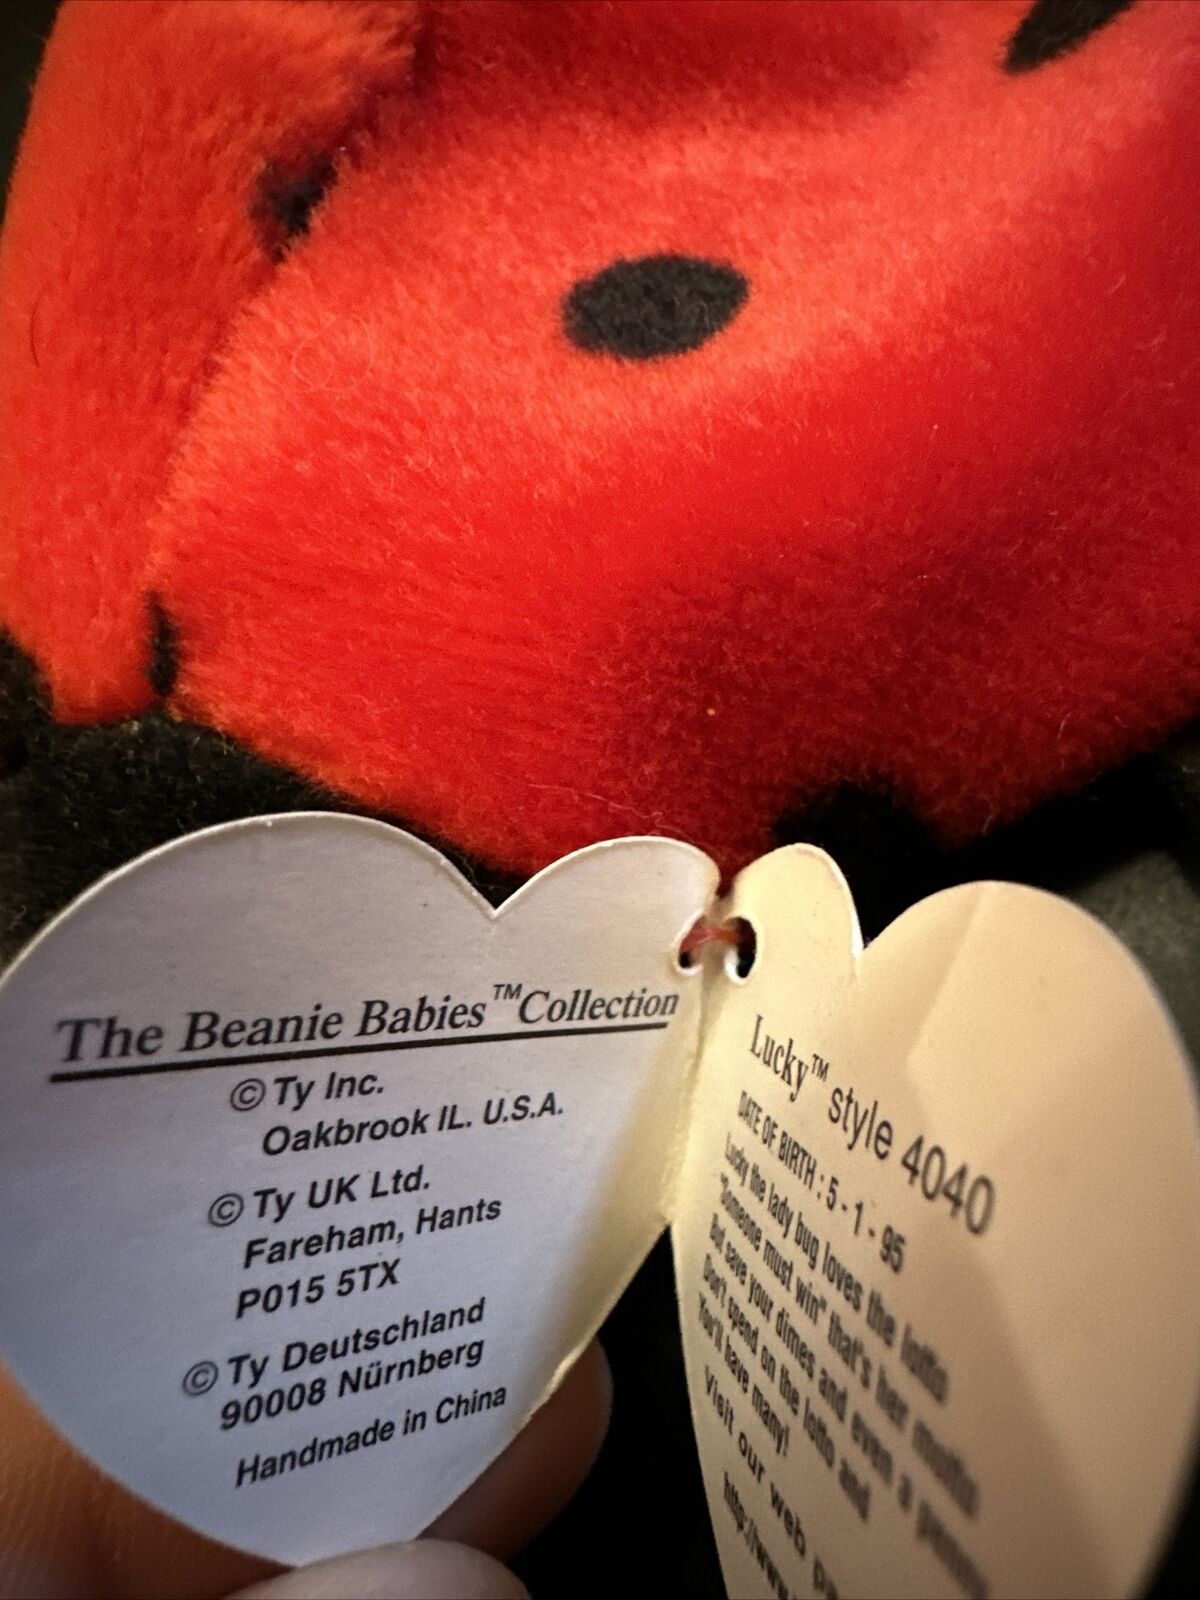 The Beanie Babies™Collection
© Ty Inc.
Oakbrook IL. U.S.A.
© Ty UK Ltd.
Fareham, Hants
P015 5TX
© Ty Deutschland
90008 Nürnberg
Handmade in China
Lucky™ style 4040
DATE OF BIRTH : 5 - 1 - 95
Lucky the lady bug loves the lotto
"Someone must win" that's her motto
But save your dimes and even a penny
Don't spend on the lotto and
You'll have many!
Visit our web
http://www.